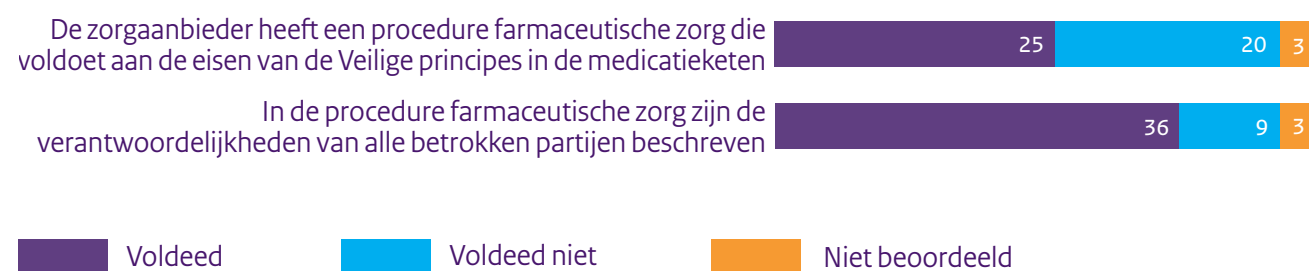 De zorgaanbieder heeft een procedure farmaceutische zorg die
voldoet aan de eisen van de Veilige principes in de medicatieketen
25 20 3
In de procedure farmaceutische zorg zijn de
verantwoordelijkheden van alle betrokken partijen beschreven
36 9 3
Voldeed Voldeed niet Niet beoordeeld